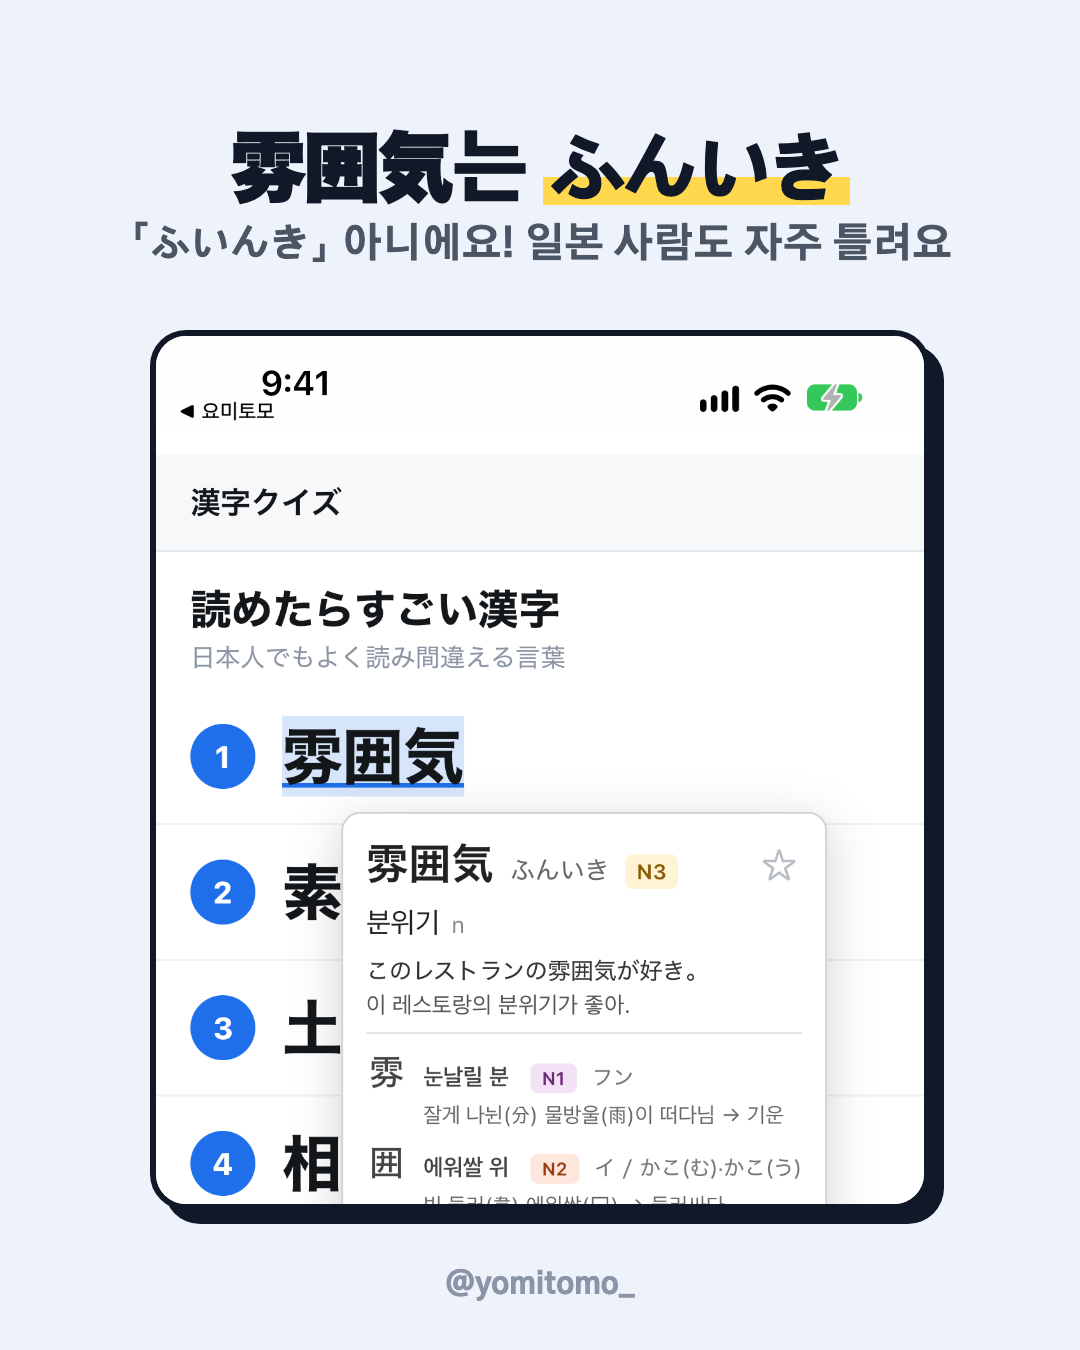 雰囲気는 ふんいき
「ふいんき」 아니에요! 일본 사람도 자주 틀려요
9:41
◀ 요미토모
漢字クイズ
読めたらすごい漢字
日本人でもよく読み間違える言葉
1 雰囲気
雰囲気 ふんいき N3
2 素
분위기 n
このレストランの雰囲気が好き。
이 레스토랑의 분위기가 좋아.
3 土
雰 눈날릴 분 N1 フン
잘게 나뉜(分) 물방울(雨)이 떠다님 → 기운
4 相
囲 에워쌀 위 N2 イ / かこ(む)·かこ(う)
@yomitomo_